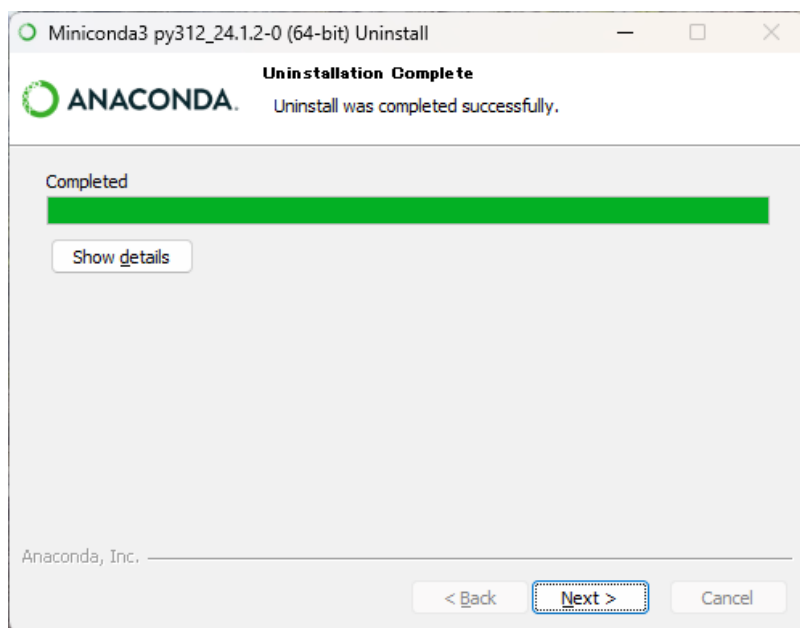 Miniconda3 py312_24.1.2-0 (64-bit) Uninstall
ANACONDA.
Uninstallation Complete
Uninstall was completed successfully.
Completed
Show details
Anaconda, Inc.
< Back
Next >
Cancel